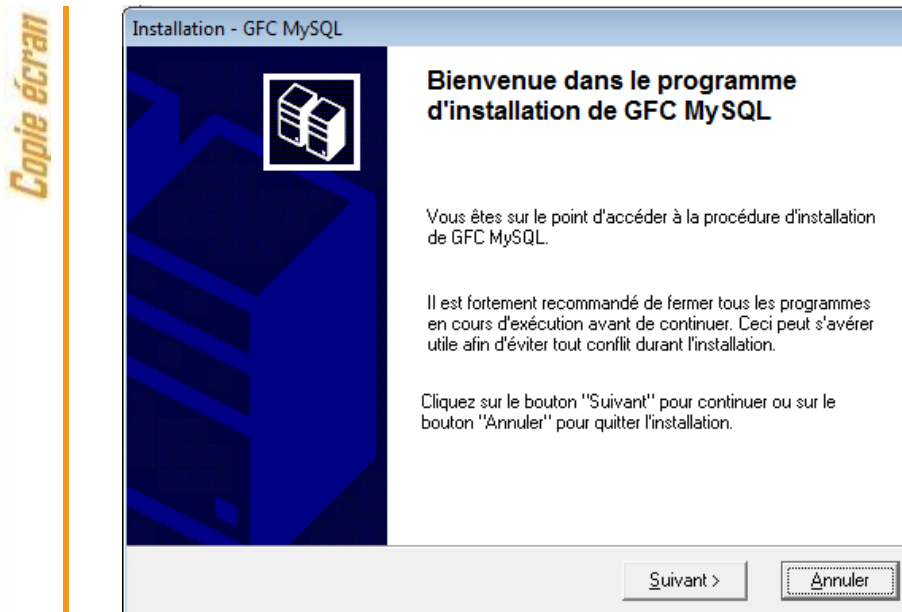 Copie écran
Installation - GFC MySQL
Bienvenue dans le programme
d'installation de GFC MySQL
Vous êtes sur le point d'accéder à la procédure d'installation
de GFC MySQL.
Il est fortement recommandé de fermer tous les programmes
en cours d'exécution avant de continuer. Ceci peut s'avérer
utile afin d'éviter tout conflit durant l'installation.
Cliquez sur le bouton "Suivant" pour continuer ou sur le
bouton "Annuler" pour quitter l'installation.
Suivant >
Annuler